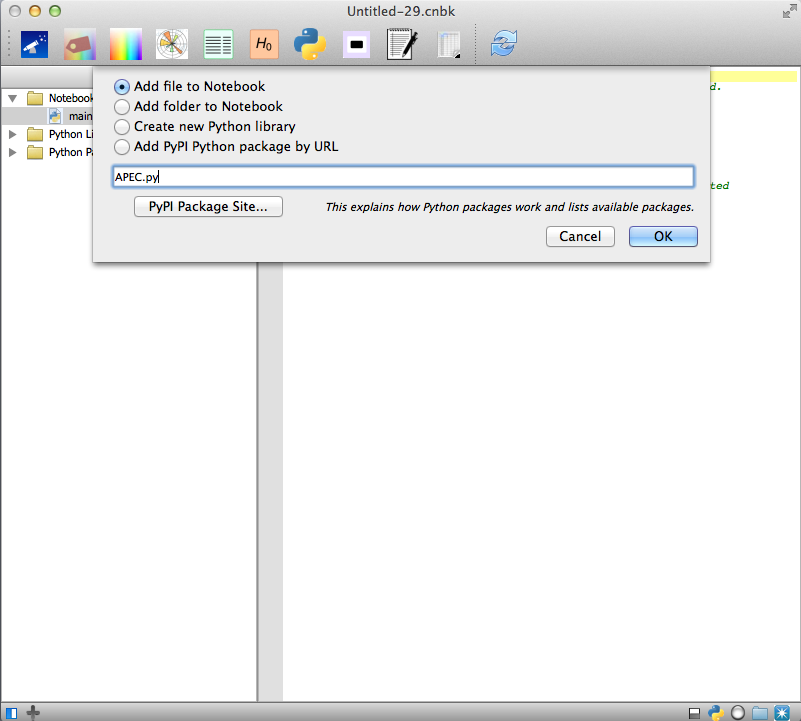 Untitled-29.cnbk
H0
Add file to Notebook
d.
Notebook
Add folder to Notebook
main
Create new Python library
Python Li
Add PyPI Python package by URL
Python Pa
APEC.py
ted
PyPI Package Site...
This explains how Python packages work and lists available packages.
Cancel
OK